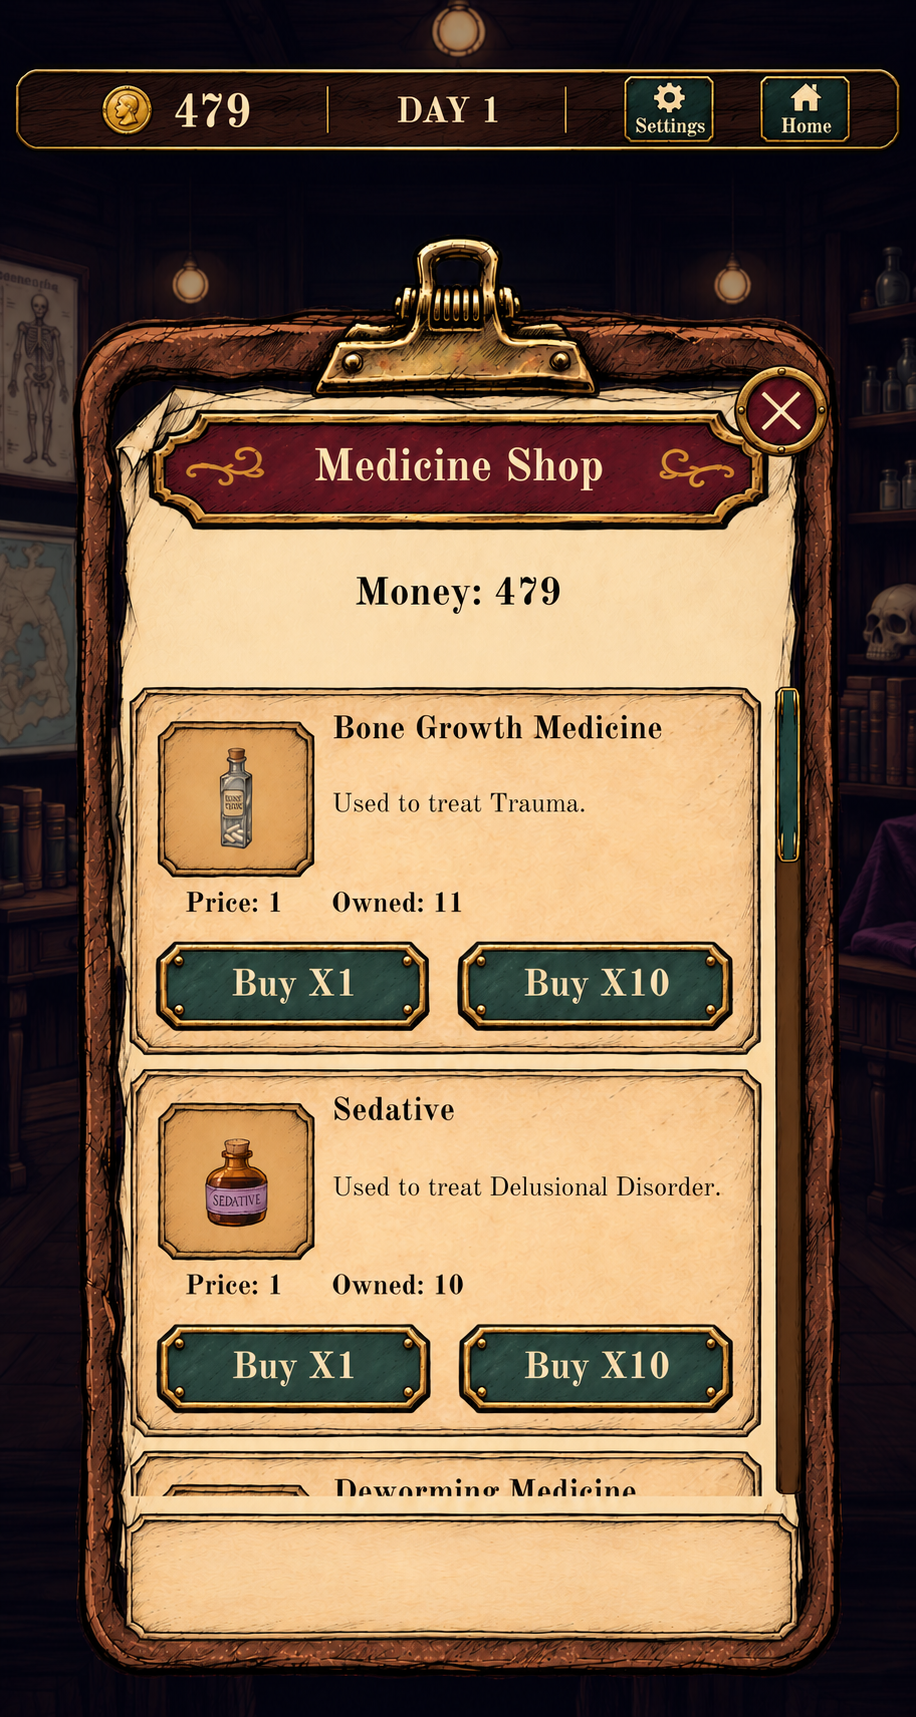 479
DAY 1
Settings
Home
Medicine Shop
Money: 479
Bone Growth Medicine
Used to treat Trauma.
Price: 1
Owned: 11
Buy X1
Buy X10
Sedative
SEDATIVE
Used to treat Delusional Disorder.
Price: 1
Owned: 10
Buy X1
Buy X10
Deworming Medicine